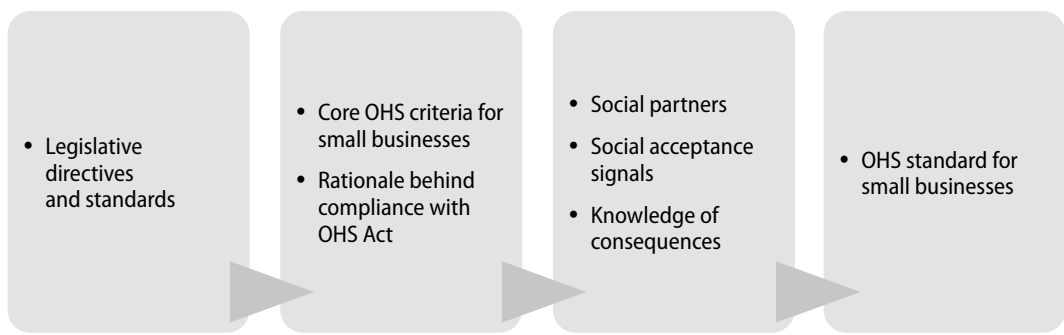 • Legislative
directives
and standards
• Core OHS criteria for
small businesses
• Rationale behind
compliance with
OHS Act
• Social partners
• Social acceptance
signals
• Knowledge of
consequences
• OHS standard for
small businesses